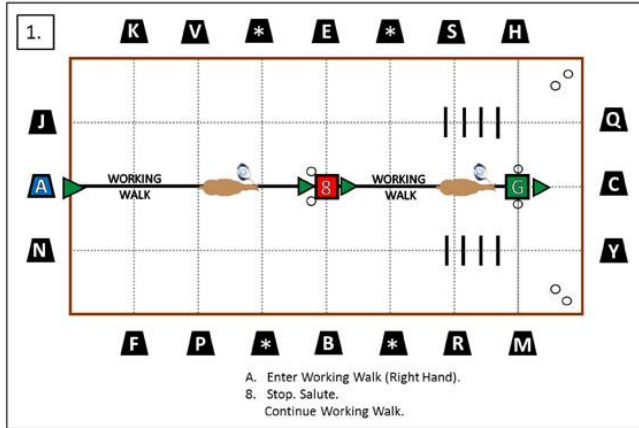 1.
K V * E * S H
J Q
A WORKING WALK 8 WORKING WALK G C
N Y
F P * B * R M
A. Enter Working Walk (Right Hand).
8. Stop. Salute.
Continue Working Walk.